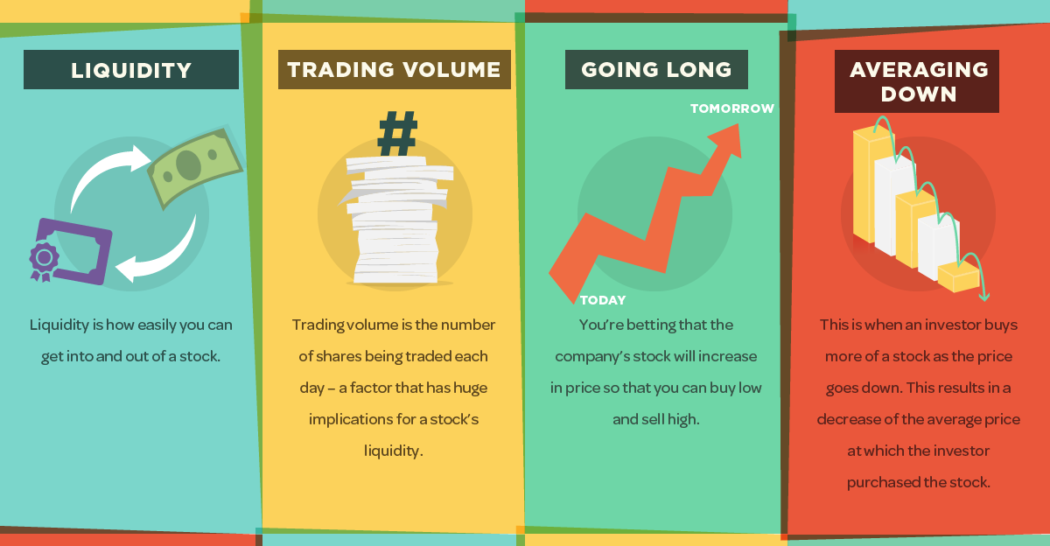 LIQUIDITY
Liquidity is how easily you can
get into and out of a stock.
TRADING VOLUME
#
Trading volume is the number
of shares being traded each
day – a factor that has huge
implications for a stock's
liquidity.
GOING LONG
TOMORROW
TODAY
You're betting that the
company's stock will increase
in price so that you can buy low
and sell high.
AVERAGING
DOWN
This is when an investor buys
more of a stock as the price
goes down. This results in a
decrease of the average price
at which the investor
purchased the stock.